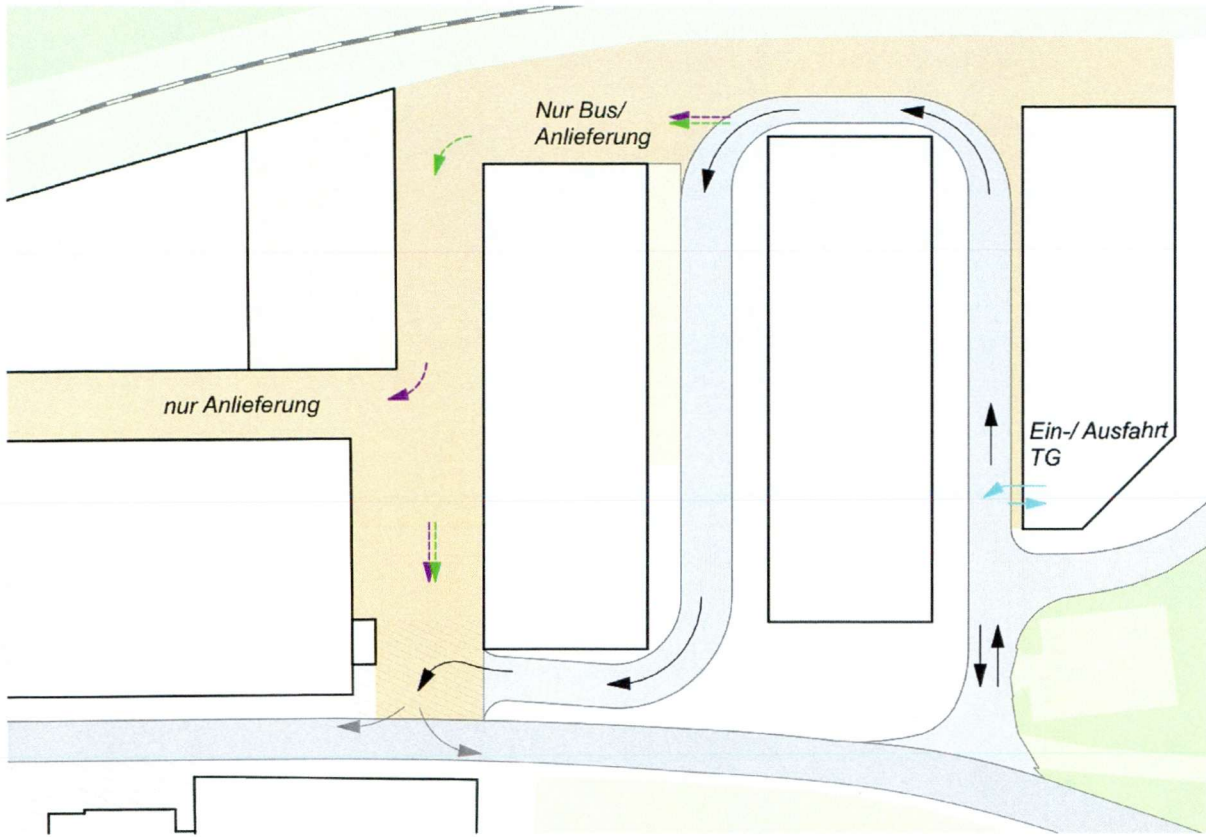 Nur Bus/
Anlieferung
nur Anlieferung
Ein-/ Ausfahrt
TG